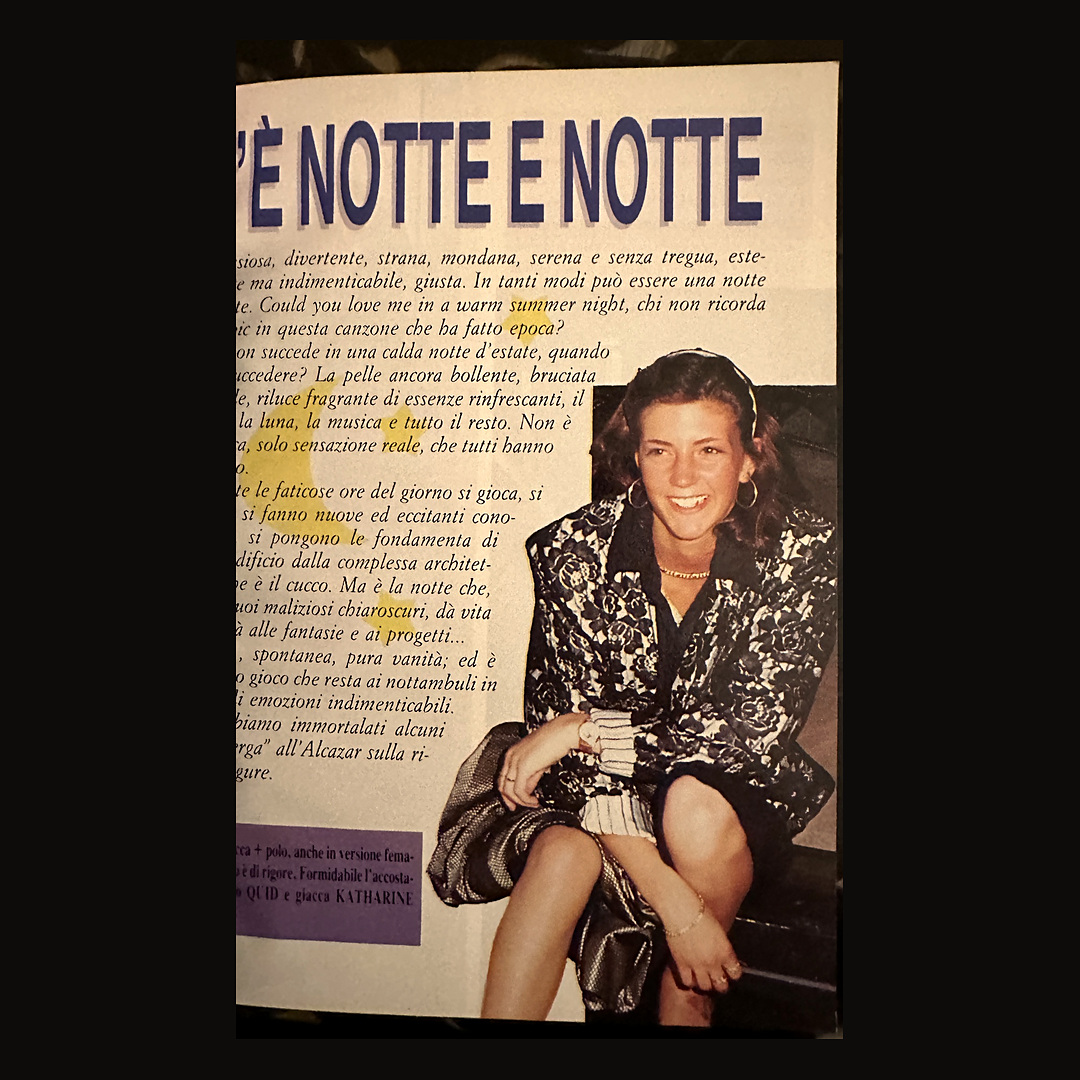 'È NOTTE E NOTTE
siosa, divertente, strana, mondana, serena e senza tregua, este-
e ma indimenticabile, giusta. In tanti modi può essere una notte
te. Could you love me in a warm summer night, chi non ricorda
ic in questa canzone che ha fatto epoca?
on succede in una calda notte d'estate, quando
uccedere? La pelle ancora bollente, bruciata
le, riluce fragrante di essenze rinfrescanti, il
la luna, la musica e tutto il resto. Non è
ra, solo sensazione reale, che tutti hanno
o.
te le faticose ore del giorno si gioca, si
si fanno nuove ed eccitanti cono-
si pongono le fondamenta di
dificio dalla complessa architet-
he è il cucco. Ma è la notte che,
uoi maliziosi chiaroscuri, dà vita
à alle fantasie e ai progetti...
, spontanea, pura vanità; ed è
o gioco che resta ai nottambuli in
li emozioni indimenticabili.
biamo immortalati alcuni
erga" all'Alcazar sulla ri-
gure.
cca + polo, anche in versione fema-
è di rigore. Formidabile l'accosta-
o QUID e giacca KATHARINE